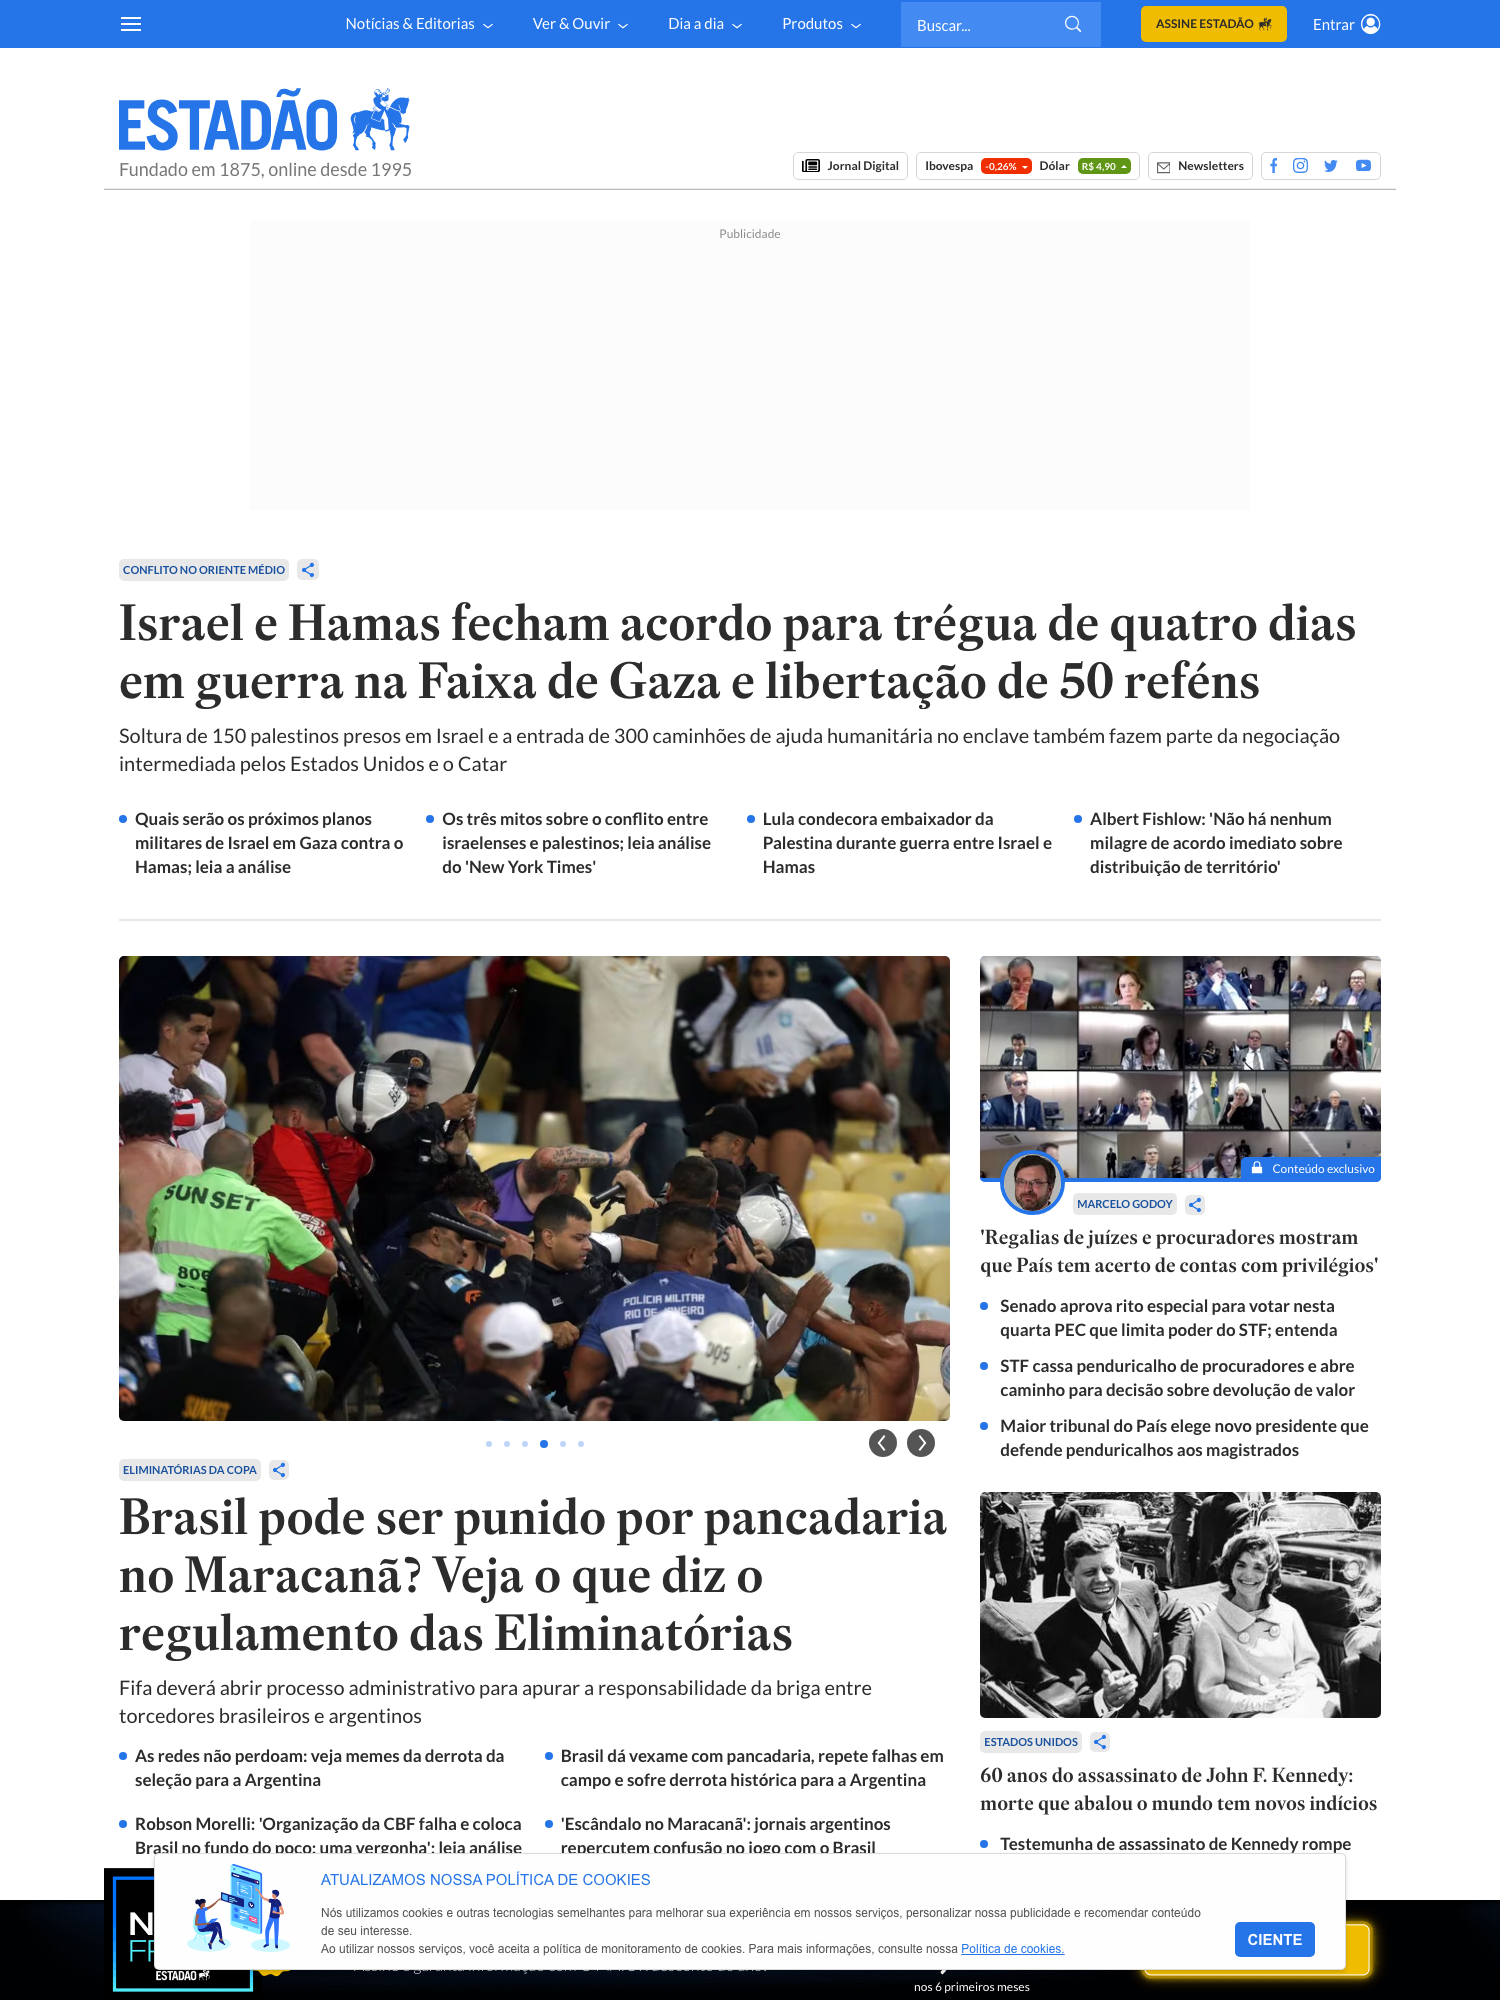 Notícias & Editorias
Ver & Ouvir
Dia a dia
Produtos
Buscar...
ASSINE ESTADÃO
Entrar
ESTADÃO
Fundado em 1875, online desde 1995
Jornal Digital
Ibovespa -0,26% Dólar R$ 4,90
Newsletters
Publicidade
CONFLITO NO ORIENTE MÉDIO
Israel e Hamas fecham acordo para trégua de quatro dias
em guerra na Faixa de Gaza e libertação de 50 reféns
Soltura de 150 palestinos presos em Israel e a entrada de 300 caminhões de ajuda humanitária no enclave também fazem parte da negociação
intermediada pelos Estados Unidos e o Catar
Quais serão os próximos planos
militares de Israel em Gaza contra o
Hamas; leia a análise
Os três mitos sobre o conflito entre
israelenses e palestinos; leia análise
do 'New York Times'
Lula condecora embaixador da
Palestina durante guerra entre Israel e
Hamas
Albert Fishlow: 'Não há nenhum
milagre de acordo imediato sobre
distribuição de território'
SUNSET
806
POLÍCIA MILITAR
RIO DE JANEIRO
SUNSET
ELIMINATÓRIAS DA COPA
Brasil pode ser punido por pancadaria
no Maracanã? Veja o que diz o
regulamento das Eliminatórias
Fifa deverá abrir processo administrativo para apurar a responsabilidade da briga entre
torcedores brasileiros e argentinos
As redes não perdoam: veja memes da derrota da
seleção para a Argentina
Brasil dá vexame com pancadaria, repete falhas em
campo e sofre derrota histórica para a Argentina
Robson Morelli: 'Organização da CBF falha e coloca
Brasil no fundo do poço: uma vergonha'; leia análise
'Escândalo no Maracanã': jornais argentinos
repercutem confusão no jogo com o Brasil
Conteúdo exclusivo
MARCELO GODOY
'Regalias de juízes e procuradores mostram
que País tem acerto de contas com privilégios'
Senado aprova rito especial para votar nesta
quarta PEC que limita poder do STF; entenda
STF cassa penduricalho de procuradores e abre
caminho para decisão sobre devolução de valor
Maior tribunal do País elege novo presidente que
defende penduricalhos aos magistrados
ESTADOS UNIDOS
60 anos do assassinato de John F. Kennedy:
morte que abalou o mundo tem novos indícios
Testemunha de assassinato de Kennedy rompe
ATUALIZAMOS NOSSA POLÍTICA DE COOKIES
Nós utilizamos cookies e outras tecnologias semelhantes para melhorar sua experiência em nossos serviços, personalizar nossa publicidade e recomendar conteúdo
de seu interesse.
Ao utilizar nossos serviços, você aceita a política de monitoramento de cookies. Para mais informações, consulte nossa Política de cookies.
CIENTE
ESTADÃO
nos 6 primeiros meses